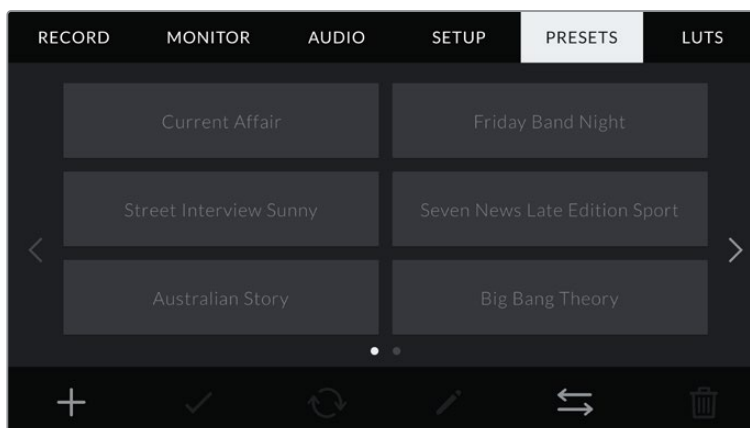 RECORD MONITOR AUDIO SETUP PRESETS LUTS
Current Affair Friday Band Night
Street Interview Sunny Seven News Late Edition Sport
Australian Story Big Bang Theory